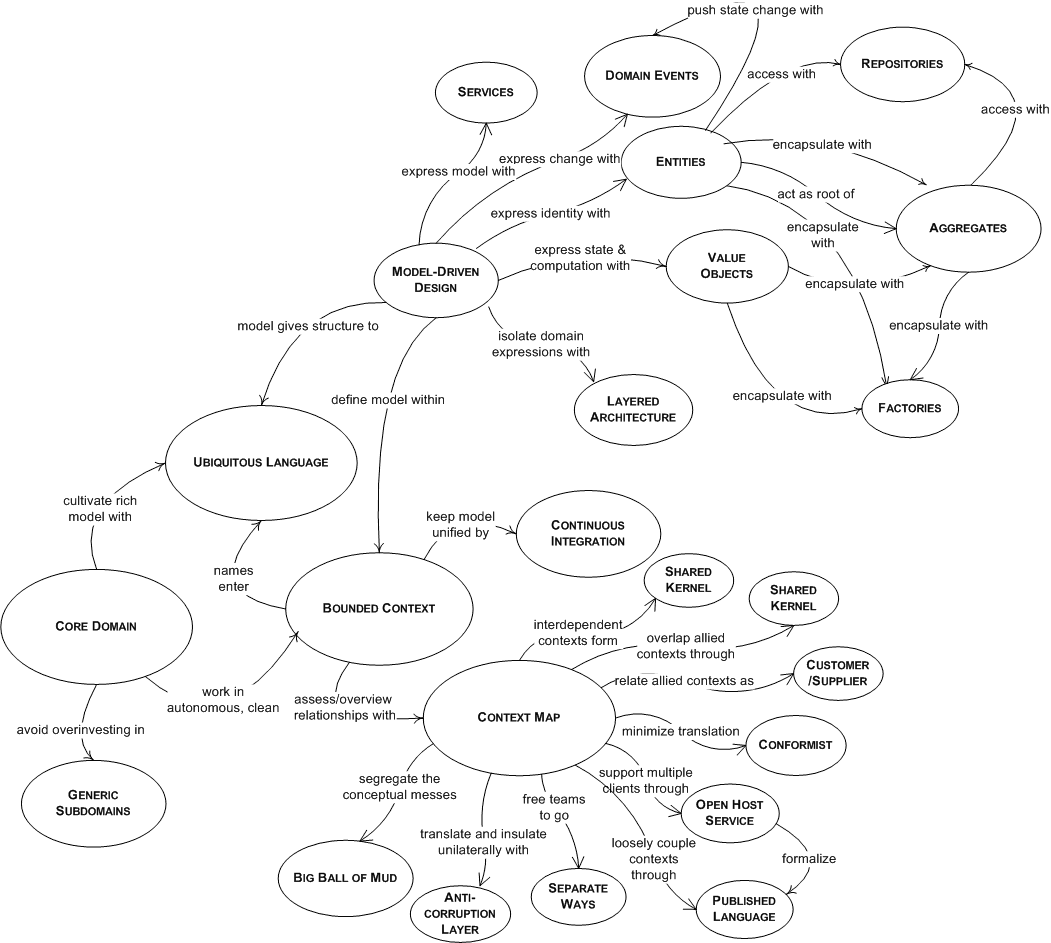 push state change with
DOMAIN EVENTS
access with
REPOSITORIES
SERVICES
access with
express change with
ENTITIES
encapsulate with
express model with
act as root of
express identity with
encapsulate
with
AGGREGATES
express state &
computation with
VALUE
OBJECTS
MODEL-DRIVEN
DESIGN
encapsulate with
model gives structure to
isolate domain
expressions with
encapsulate with
define model within
encapsulate with
LAYERED
ARCHITECTURE
FACTORIES
UBIQUITOUS LANGUAGE
cultivate rich
model with
keep model
unified by
CONTINUOUS
INTEGRATION
names
enter
SHARED
KERNEL
SHARED
KERNEL
BOUNDED CONTEXT
CORE DOMAIN
interdependent
contexts form
overlap allied
contexts through
CUSTOMER
/SUPPLIER
relate allied contexts as
work in
autonomous, clean
assess/overview
relationships with
CONTEXT MAP
avoid overinvesting in
minimize translation
CONFORMIST
segregate the
conceptual messes
support multiple
clients through
GENERIC
SUBDOMAINS
free teams
to go
OPEN HOST
SERVICE
translate and insulate
unilaterally with
loosely couple
contexts
through
formalize
BIG BALL OF MUD
SEPARATE
WAYS
ANTI-
CORRUPTION
LAYER
PUBLISHED
LANGUAGE